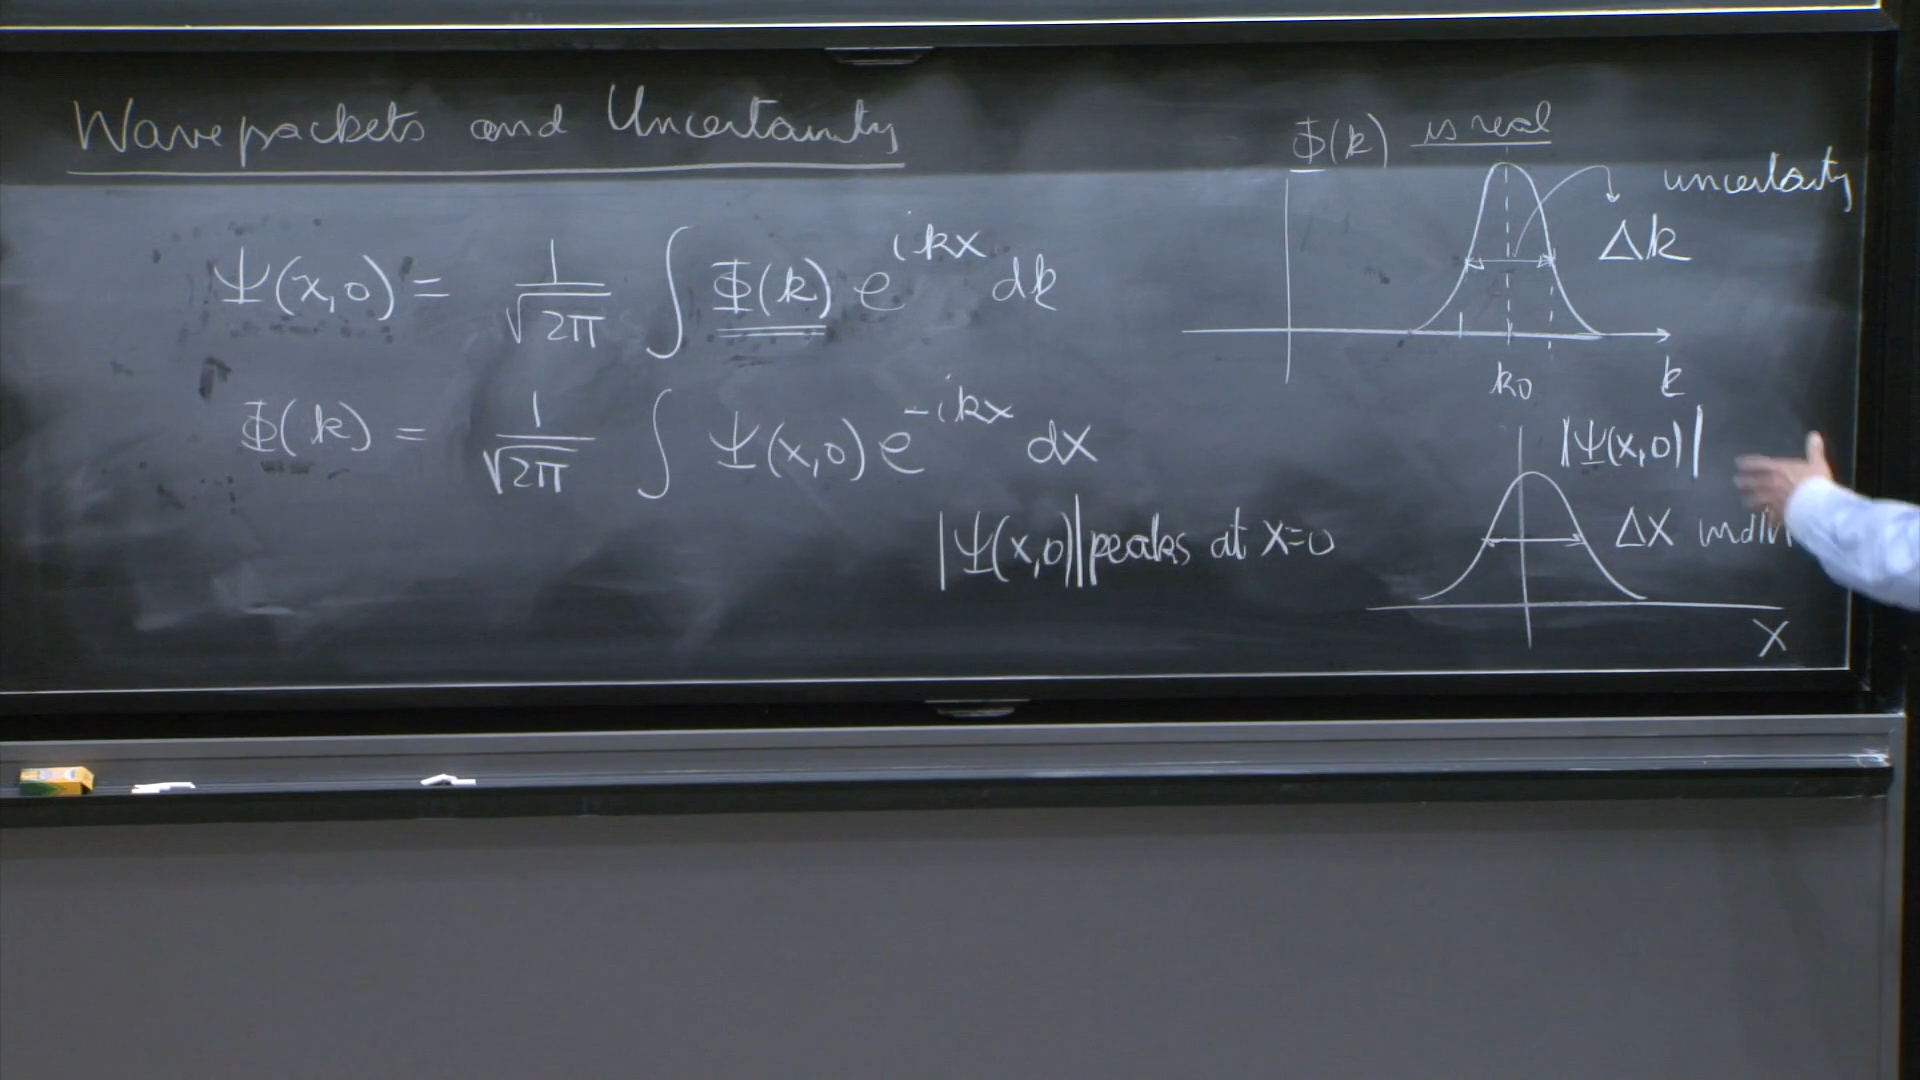 Wavepackets and Uncertainty
Ψ(x,0) = 1/√2π ∫ Φ(k) e^{ikx} dk
Φ(k) = 1/√2π ∫ Ψ(x,0) e^{-ikx} dx
|Ψ(x,0)| peaks at x=0
Φ(k) is real
uncertainty
Δk
k₀ k
|Ψ(x,0)|
Δx
x